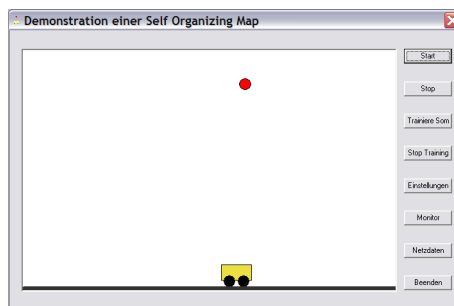 Demonstration einer Self Organizing Map
Start
Stop
Trainiere Som
Stop Training
Einstellungen
Monitor
Netzdaten
Beenden